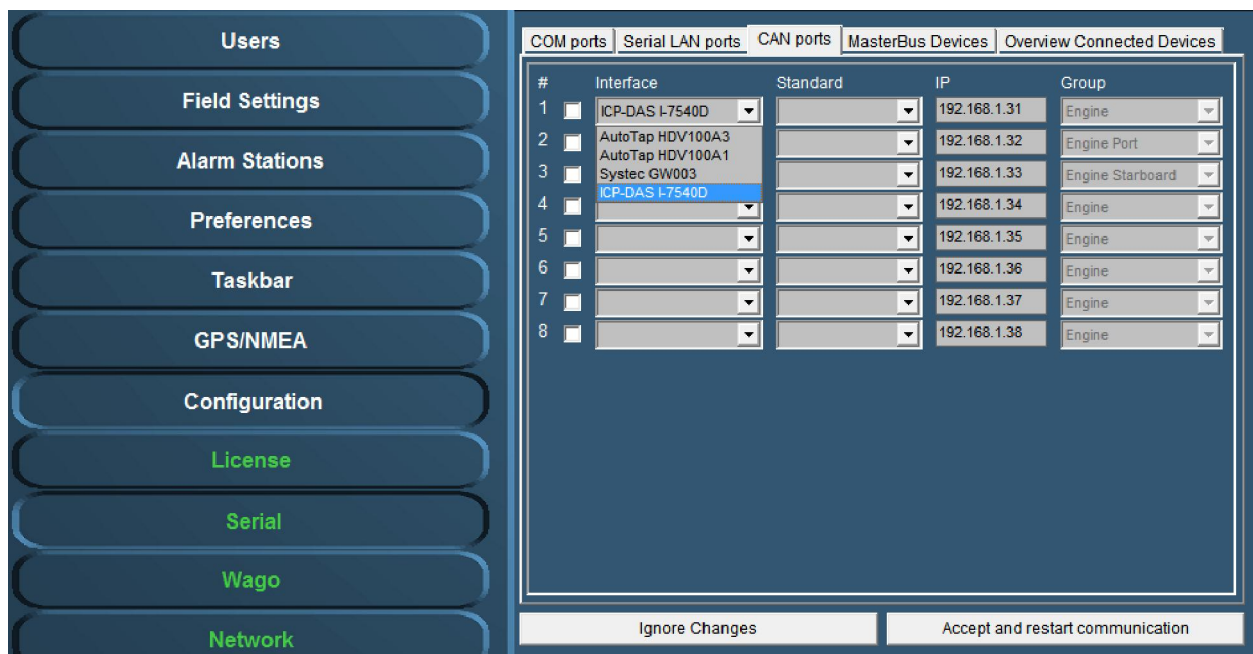 Users
Field Settings
Alarm Stations
Preferences
Taskbar
GPS/NMEA
Configuration
License
Serial
Wago
Network
COM ports Serial LAN ports CAN ports MasterBus Devices Overview Connected Devices
# Interface Standard IP Group
1 ICP-DAS I-7540D 192.168.1.31 Engine
2 192.168.1.32 Engine Port
3 192.168.1.33 Engine Starboard
4 192.168.1.34 Engine
5 192.168.1.35 Engine
6 192.168.1.36 Engine
7 192.168.1.37 Engine
8 192.168.1.38 Engine
AutoTap HDV100A3
AutoTap HDV100A1
Systec GW003
ICP-DAS I-7540D
Ignore Changes Accept and restart communication